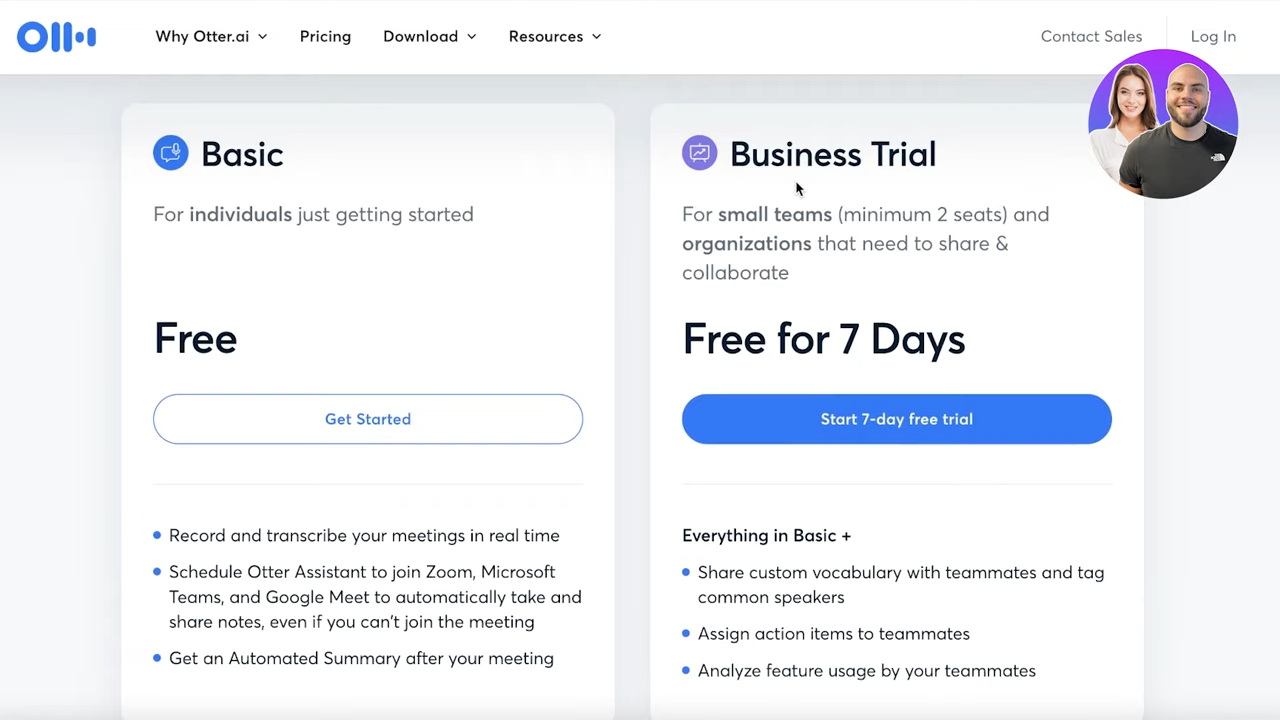 Why Otter.ai
Pricing
Download
Resources
Contact Sales
Log In
Basic
For individuals just getting started
Free
Get Started
Record and transcribe your meetings in real time
Schedule Otter Assistant to join Zoom, Microsoft
Teams, and Google Meet to automatically take and
share notes, even if you can't join the meeting
Get an Automated Summary after your meeting
Business Trial
For small teams (minimum 2 seats) and
organizations that need to share &
collaborate
Free for 7 Days
Start 7-day free trial
Everything in Basic +
Share custom vocabulary with teammates and tag
common speakers
Assign action items to teammates
Analyze feature usage by your teammates